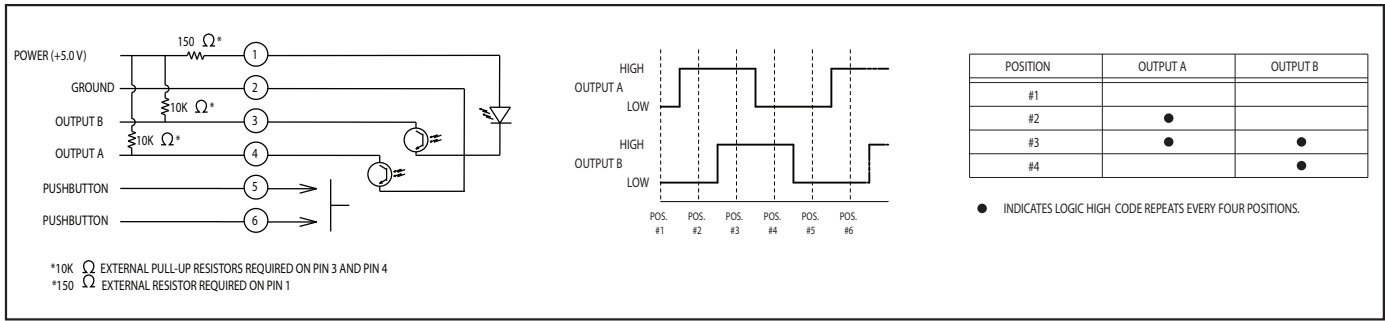 150 Ω*
POWER (+5.0 V)
1
GROUND
2
10K Ω*
OUTPUT B
3
10K Ω*
OUTPUT A
4
PUSHBUTTON
5
PUSHBUTTON
6
*10K Ω EXTERNAL PULL-UP RESISTORS REQUIRED ON PIN 3 AND PIN 4
*150 Ω EXTERNAL RESISTOR REQUIRED ON PIN 1
HIGH
OUTPUT A
LOW
HIGH
OUTPUT B
LOW
POS. POS. POS. POS. POS. POS.
#1 #2 #3 #4 #5 #6
POSITION OUTPUT A OUTPUT B
#1
#2 ●
#3 ● ●
#4 ●
● INDICATES LOGIC HIGH CODE REPEATS EVERY FOUR POSITIONS.